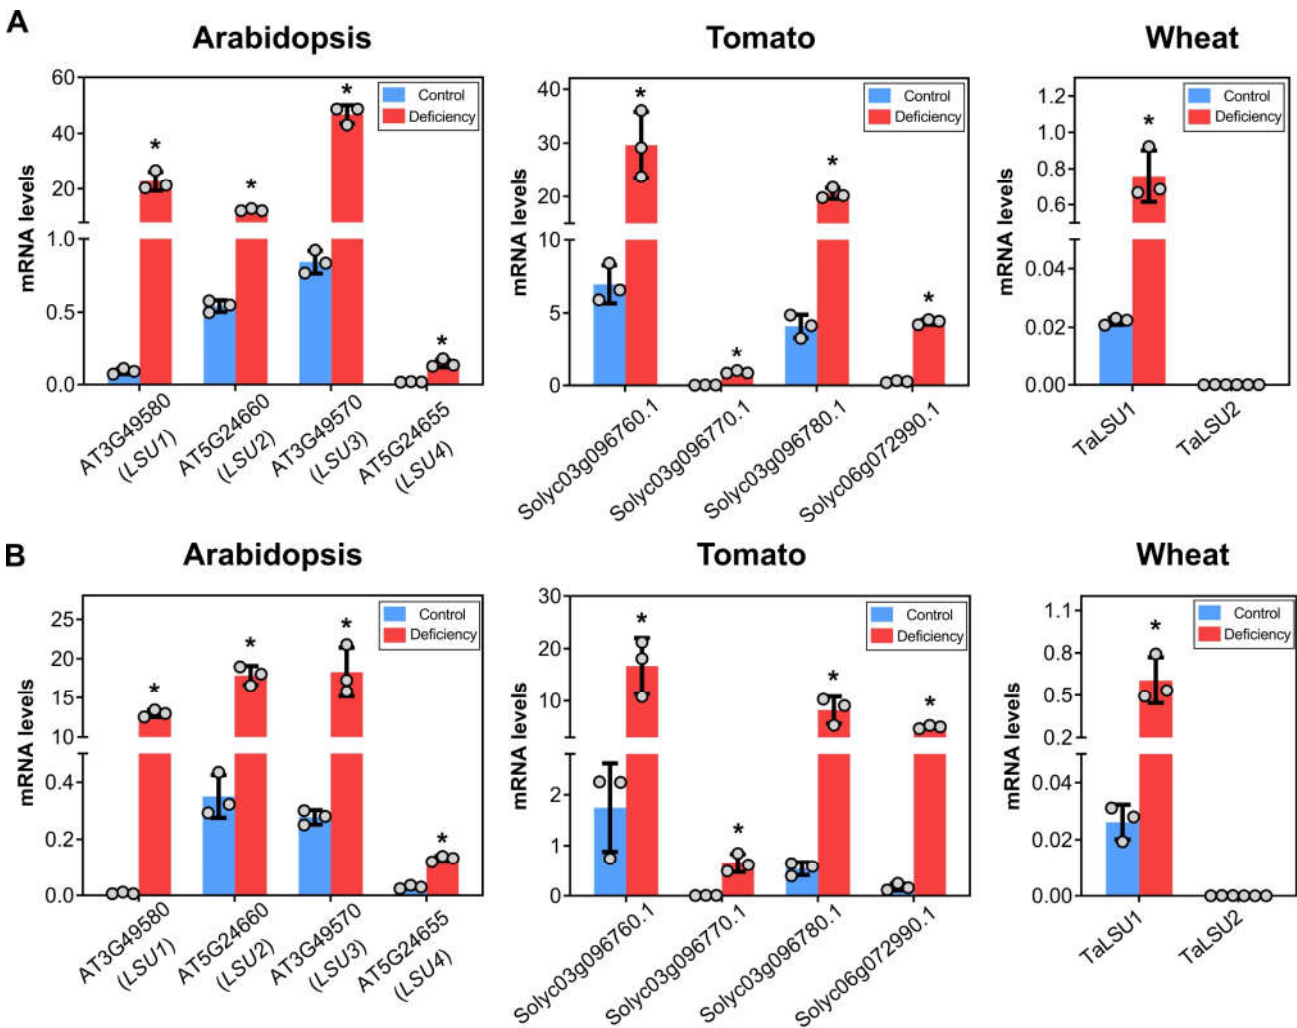 A
Arabidopsis
Tomato
Wheat
mRNA levels
60
40
20
1.0
0.5
0.0
Control
Deficiency
AT3G49580
(LSU1)
AT5G24660
(LSU2)
AT3G49570
(LSU3)
AT5G24655
(LSU4)
* * * *
mRNA levels
40
30
20
10
5
0
Control
Deficiency
Solyc03g096760.1
Solyc03g096770.1
Solyc03g096780.1
Solyc06g072990.1
* * * *
mRNA levels
1.2
1.0
0.8
0.6
0.04
0.02
0.00
Control
Deficiency
TaLSU1
TaLSU2
*
B
Arabidopsis
Tomato
Wheat
mRNA levels
25
20
15
10
0.4
0.2
0.0
Control
Deficiency
AT3G49580
(LSU1)
AT5G24660
(LSU2)
AT3G49570
(LSU3)
AT5G24655
(LSU4)
* * * *
mRNA levels
30
20
10
2
1
0
Control
Deficiency
Solyc03g096760.1
Solyc03g096770.1
Solyc03g096780.1
Solyc06g072990.1
* * * *
mRNA levels
1.1
0.8
0.5
0.2
0.04
0.02
0.00
Control
Deficiency
TaLSU1
TaLSU2
*